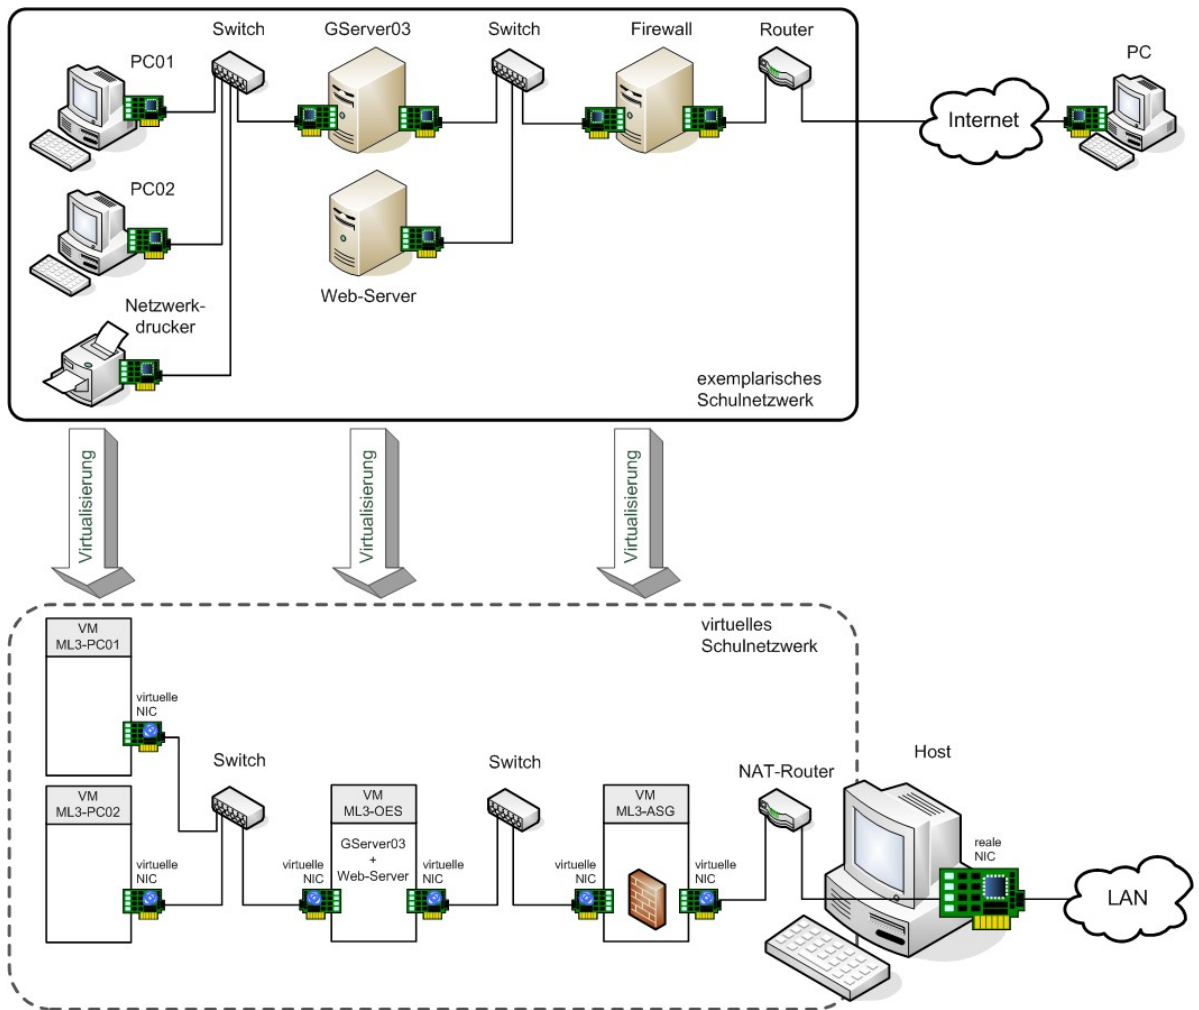 Switch
GServer03
Switch
Firewall
Router
PC
PC01
Internet
PC02
Web-Server
Netzwerk-
drucker
exemplarisches
Schulnetzwerk
Virtualisierung
Virtualisierung
Virtualisierung
virtuelles
Schulnetzwerk
VM
ML3-PC01
virtuelle
NIC
Switch
Switch
NAT-Router
Host
VM
ML3-PC02
VM
ML3-OES
VM
ML3-ASG
GServer03
+
Web-Server
virtuelle
NIC
virtuelle
NIC
virtuelle
NIC
virtuelle
NIC
virtuelle
NIC
reale
NIC
LAN